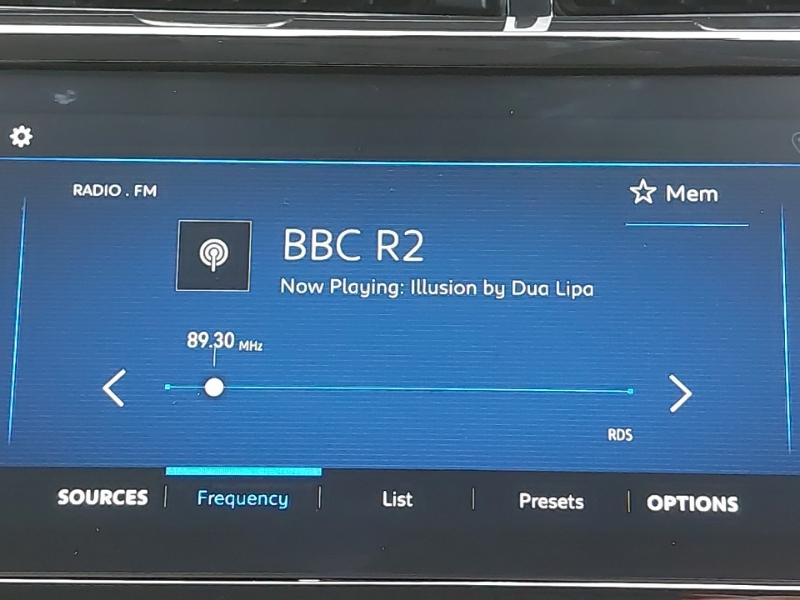 RADIO . FM
Mem
BBC R2
Now Playing: Illusion by Dua Lipa
89.30 MHz
RDS
SOURCES
Frequency
List
Presets
OPTIONS